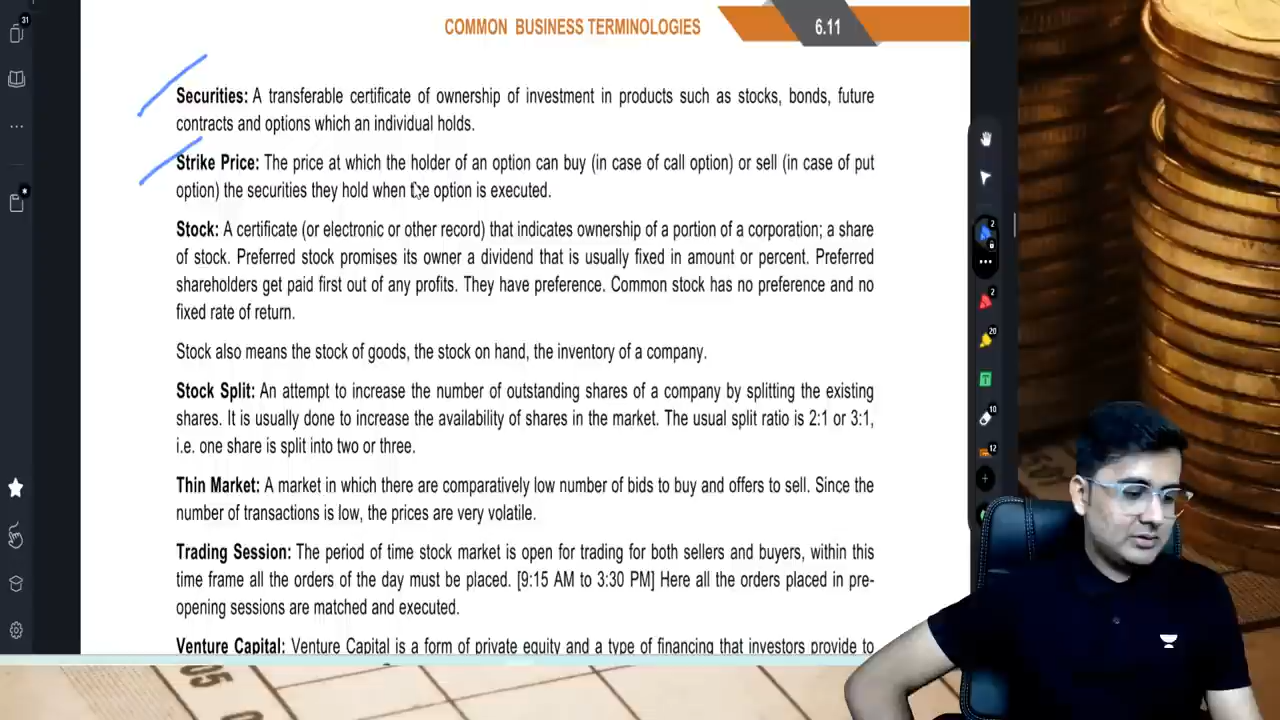 COMMON BUSINESS TERMINOLOGIES 6.11
Securities: A transferable certificate of ownership of investment in products such as stocks, bonds, future
contracts and options which an individual holds.
Strike Price: The price at which the holder of an option can buy (in case of call option) or sell (in case of put
option) the securities they hold when the option is executed.
Stock: A certificate (or electronic or other record) that indicates ownership of a portion of a corporation; a share
of stock. Preferred stock promises its owner a dividend that is usually fixed in amount or percent. Preferred
shareholders get paid first out of any profits. They have preference. Common stock has no preference and no
fixed rate of return.
Stock also means the stock of goods, the stock on hand, the inventory of a company.
Stock Split: An attempt to increase the number of outstanding shares of a company by splitting the existing
shares. It is usually done to increase the availability of shares in the market. The usual split ratio is 2:1 or 3:1,
i.e. one share is split into two or three.
Thin Market: A market in which there are comparatively low number of bids to buy and offers to sell. Since the
number of transactions is low, the prices are very volatile.
Trading Session: The period of time stock market is open for trading for both sellers and buyers, within this
time frame all the orders of the day must be placed. [9:15 AM to 3:30 PM] Here all the orders placed in pre-
opening sessions are matched and executed.
Venture Capital: Venture Capital is a form of private equity and a type of financing that investors provide to
31
2
2
20
T
10
12
05